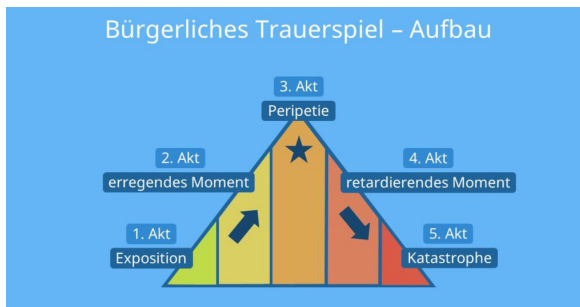 Bürgerliches Trauerspiel – Aufbau
3. Akt
Peripetie
2. Akt
erregendes Moment
4. Akt
retardierendes Moment
1. Akt
Exposition
5. Akt
Katastrophe